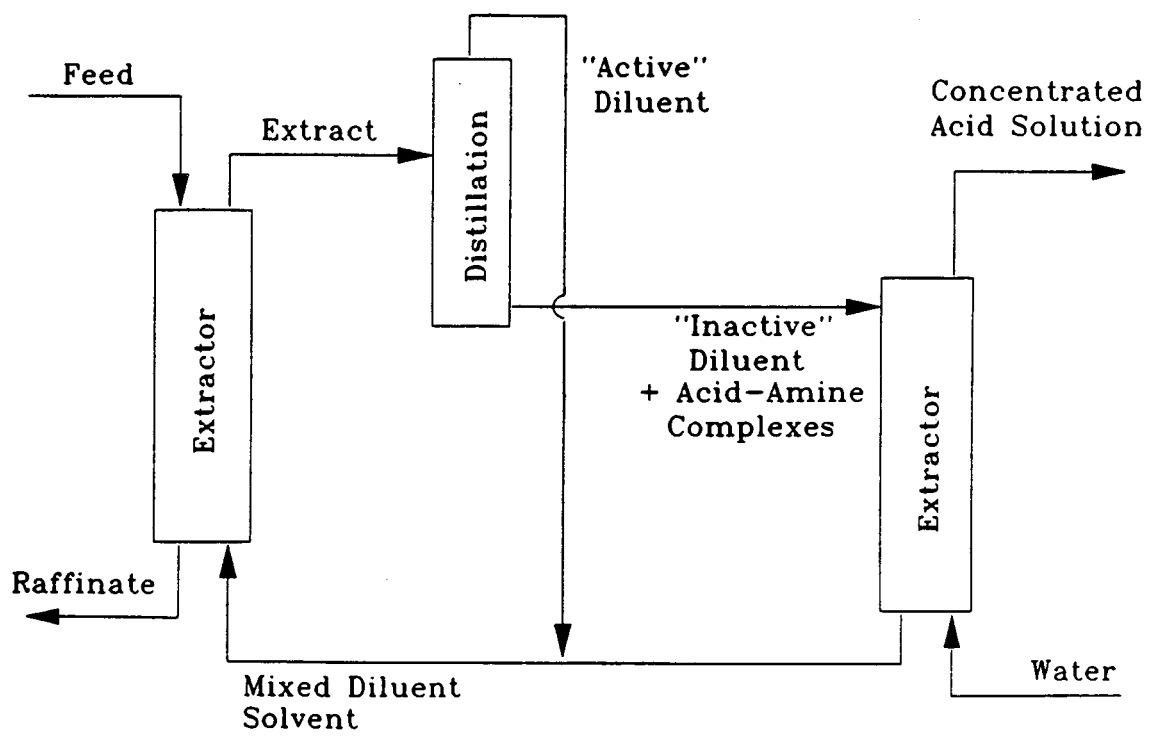 Feed
Extract
"Active"
Diluent
Concentrated
Acid Solution
Distillation
Extractor
"Inactive"
Diluent
+ Acid-Amine
Complexes
Extractor
Raffinate
Mixed Diluent
Solvent
Water